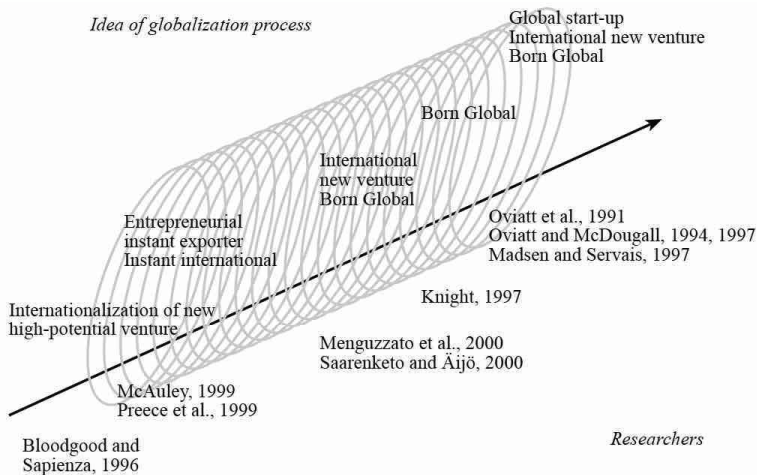 Idea of globalization process
Global start-up
International new venture
Born Global
Born Global
International
new venture
Born Global
Entrepreneurial
instant exporter
Instant international
Internationalization of new
high-potential venture
Oviatt et al., 1991
Oviatt and McDougall, 1994, 1997
Madsen and Servais, 1997
Knight, 1997
Menguzzato et al., 2000
Saarenketo and Äijö, 2000
McAuley, 1999
Preece et al., 1999
Bloodgood and
Sapienza, 1996
Researchers